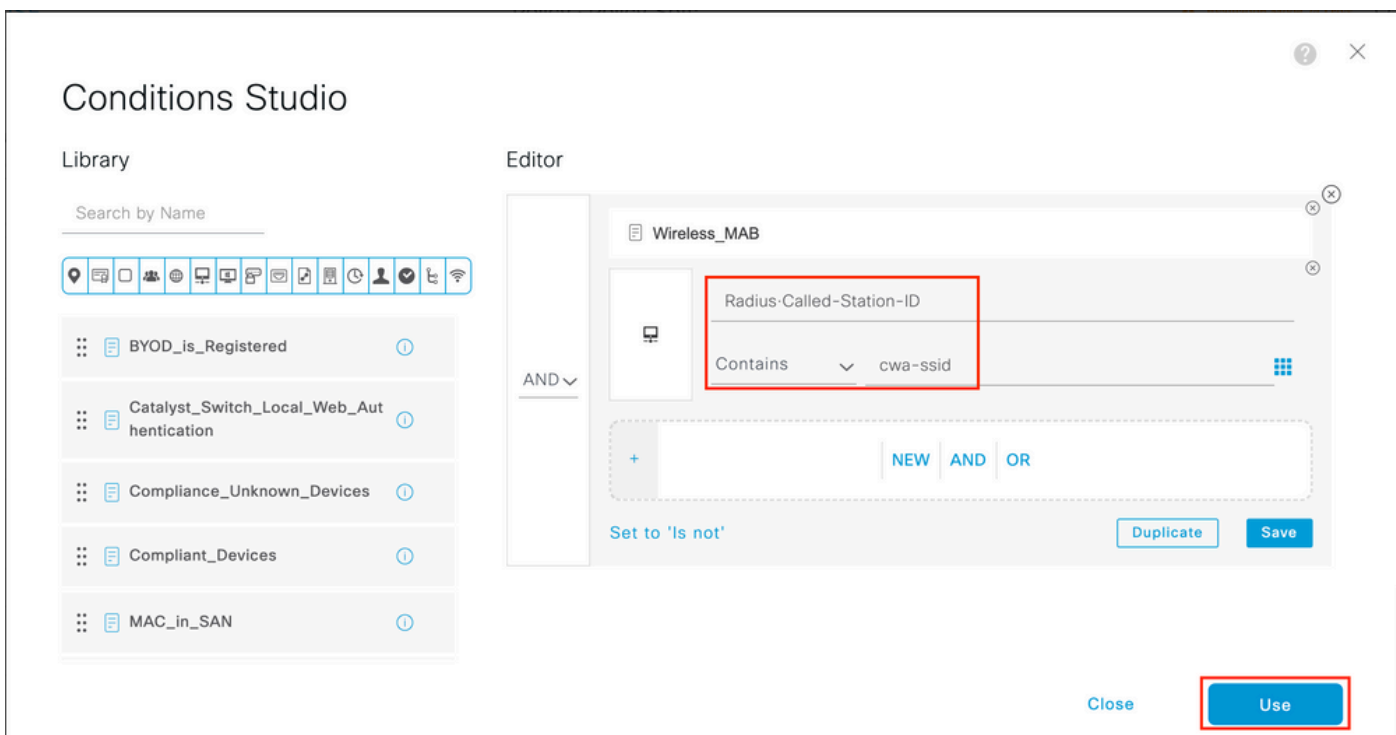 Conditions Studio
Library
Search by Name
BYOD_is_Registered
Catalyst_Switch_Local_Web_Aut
hentication
Compliance_Unknown_Devices
Compliant_Devices
MAC_in_SAN
Editor
AND
Wireless_MAB
Radius·Called-Station-ID
Contains
cwa-ssid
+
NEW AND OR
Set to 'Is not'
Duplicate
Save
Close
Use